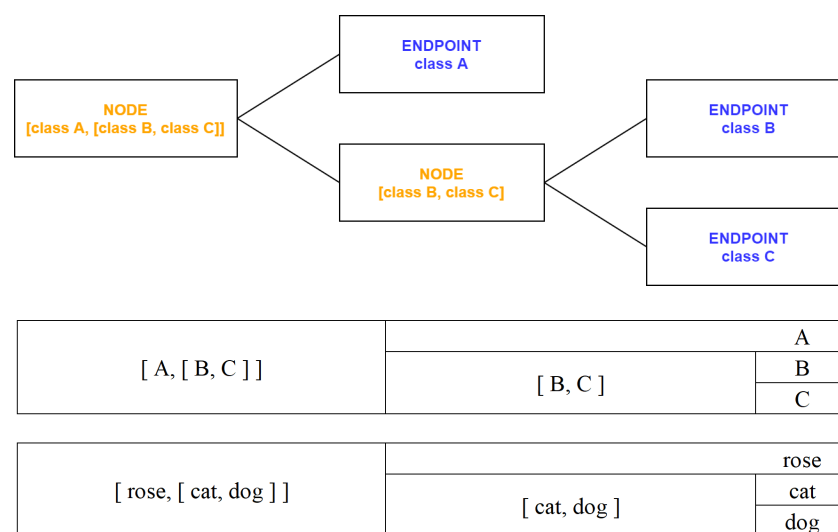 ENDPOINT
class A
NODE
[class A, [class B, class C]]
ENDPOINT
class B
NODE
[class B, class C]
ENDPOINT
class C
A
[ A, [ B, C ] ]
B
[ B, C ]
C
rose
[ rose, [ cat, dog ] ]
cat
[ cat, dog ]
dog